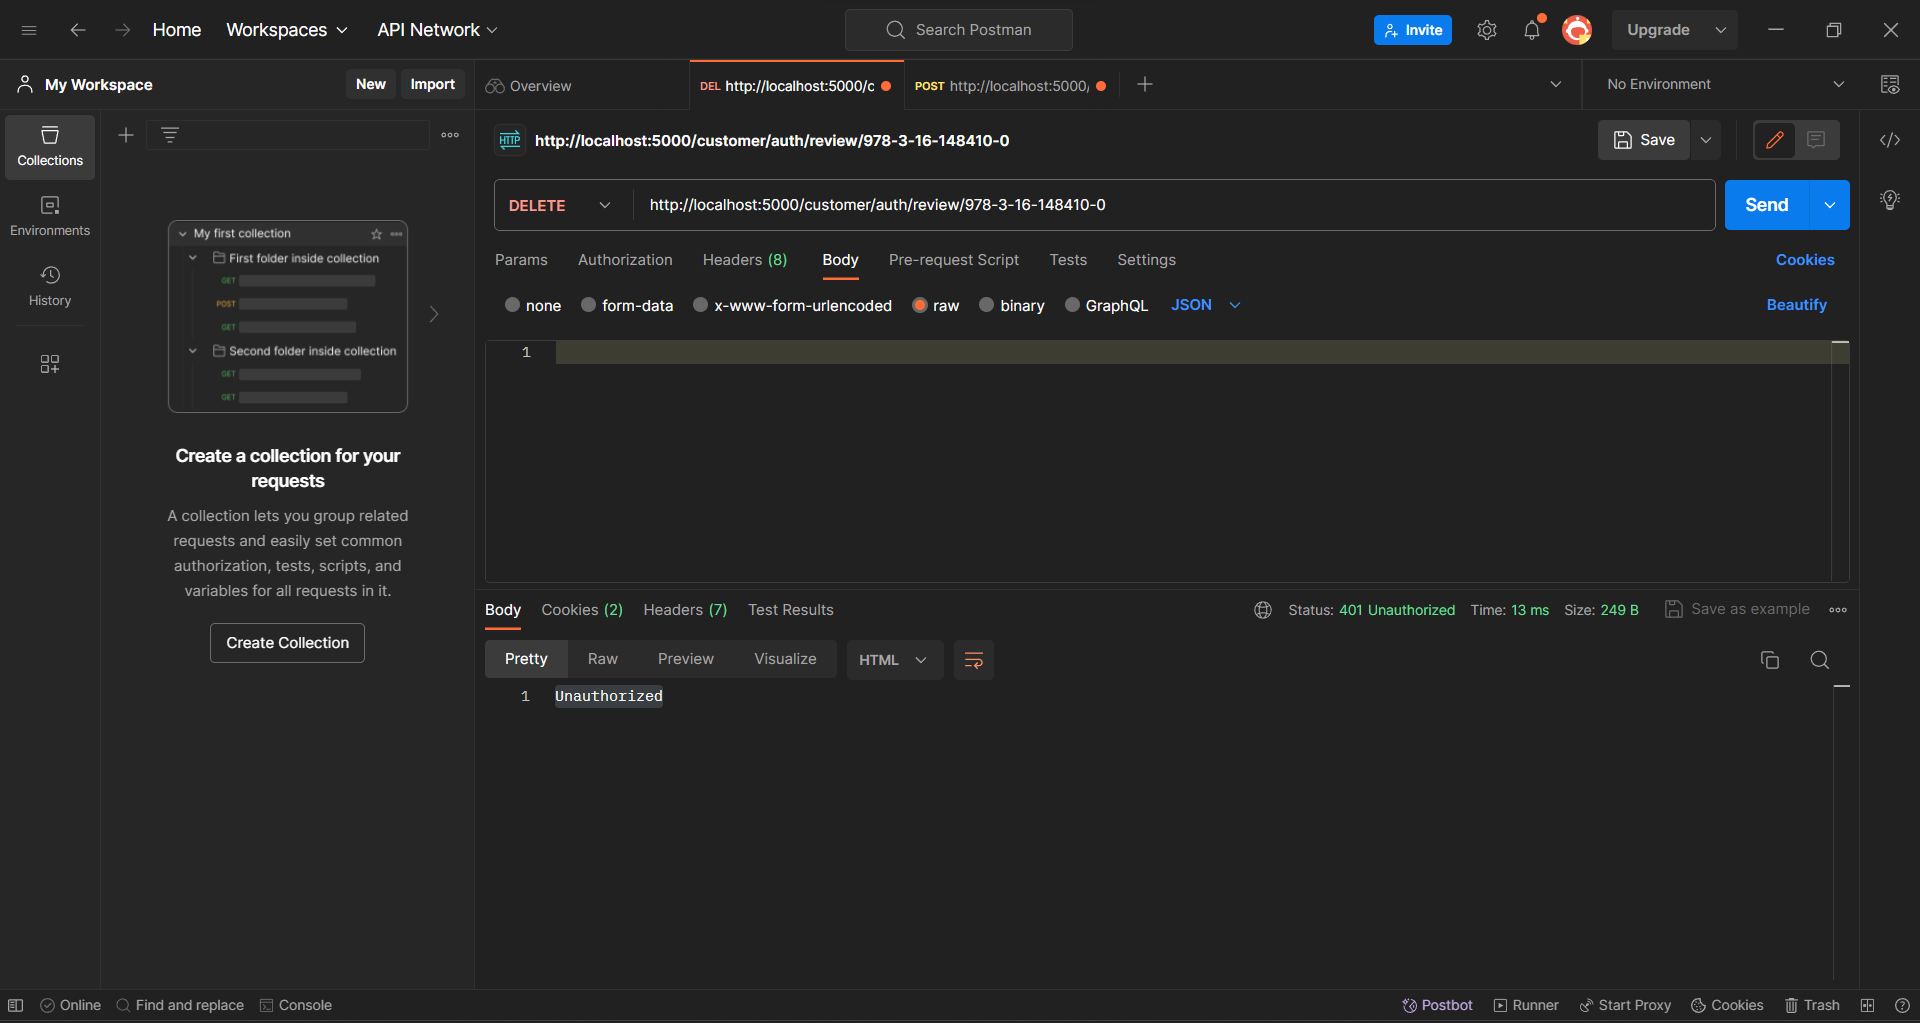 Home Workspaces API Network Search Postman Invite Upgrade
My Workspace New Import Overview DEL http://localhost:5000/c POST http://localhost:5000/ No Environment
Collections
Environments
History
My first collection
First folder inside collection
GET
POST
GET
Second folder inside collection
GET
GET
Create a collection for your
requests
A collection lets you group related
requests and easily set common
authorization, tests, scripts, and
variables for all requests in it.
Create Collection
HTTP http://localhost:5000/customer/auth/review/978-3-16-148410-0 Save
DELETE http://localhost:5000/customer/auth/review/978-3-16-148410-0 Send
Params Authorization Headers (8) Body Pre-request Script Tests Settings Cookies
none form-data x-www-form-urlencoded raw binary GraphQL JSON Beautify
1
Body Cookies (2) Headers (7) Test Results Status: 401 Unauthorized Time: 13 ms Size: 249 B Save as example
Pretty Raw Preview Visualize HTML
1 Unauthorized
Online Find and replace Console Postbot Runner Start Proxy Cookies Trash